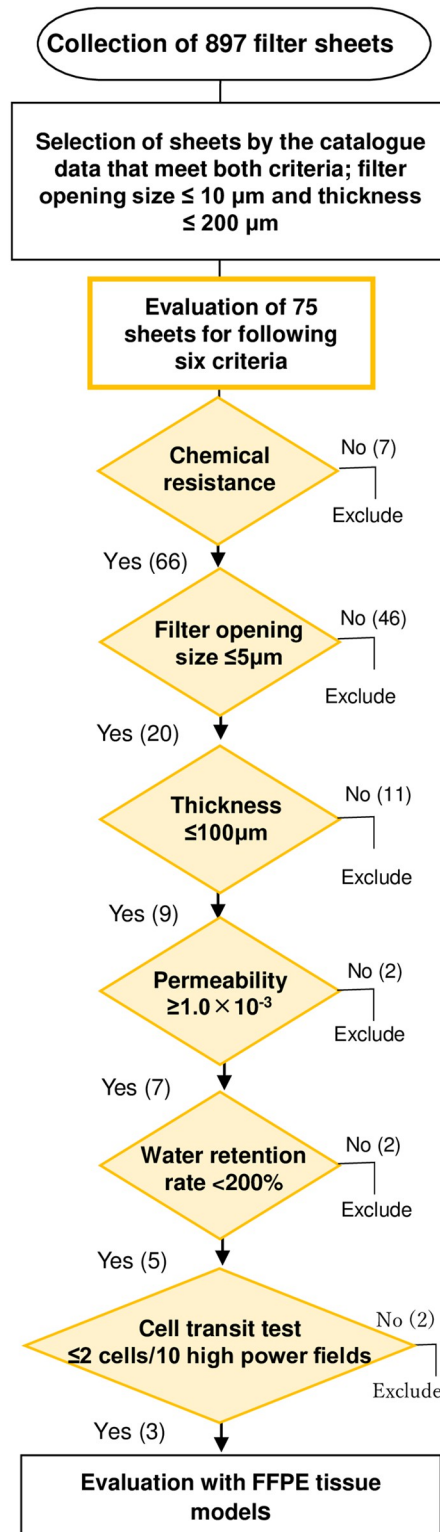 Collection of 897 filter sheets
Selection of sheets by the catalogue
data that meet both criteria; filter
opening size ≤ 10 μm and thickness
≤ 200 μm
Evaluation of 75
sheets for following
six criteria
Chemical
resistance
No (7)
Exclude
Yes (66)
Filter opening
size ≤5μm
No (46)
Exclude
Yes (20)
Thickness
≤100μm
No (11)
Exclude
Yes (9)
Permeability
≥1.0×10⁻³
No (2)
Exclude
Yes (7)
Water retention
rate <200%
No (2)
Exclude
Yes (5)
Cell transit test
≤2 cells/10 high power fields
No (2)
Exclude
Yes (3)
Evaluation with FFPE tissue
models